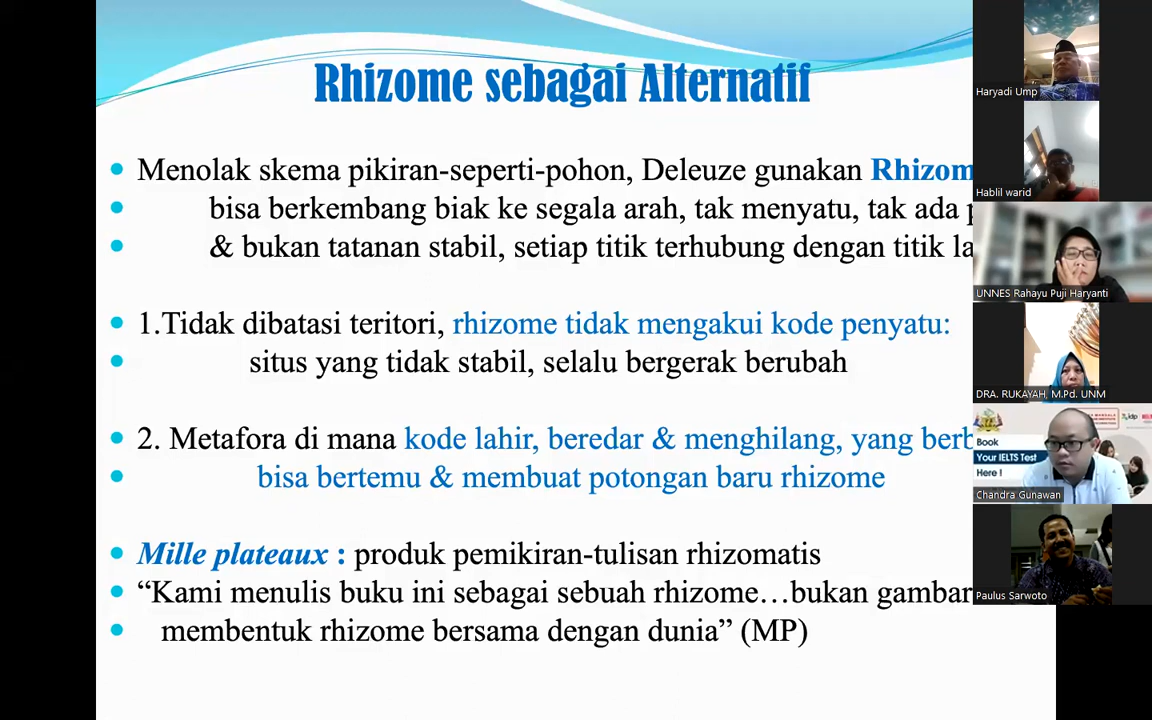 Rhizome sebagai Alternatif
Menolak skema pikiran-seperti-pohon, Deleuze gunakan Rhizom
bisa berkembang biak ke segala arah, tak menyatu, tak ada
& bukan tatanan stabil, setiap titik terhubung dengan titik la
1.Tidak dibatasi teritori, rhizome tidak mengakui kode penyatu:
situs yang tidak stabil, selalu bergerak berubah
2. Metafora di mana kode lahir, beredar & menghilang, yang berb
bisa bertemu & membuat potongan baru rhizome
Mille plateaux : produk pemikiran-tulisan rhizomatis
“Kami menulis buku ini sebagai sebuah rhizome…bukan gambar
membentuk rhizome bersama dengan dunia” (MP)
Haryadi Ump
Hablil warid
UNNES Rahayu Puji Haryanti
DRA. RUKAYAH, M.Pd. UNM
idp
Book
Your IELTS Test
Here !
Chandra Gunawan
Paulus Sarwoto